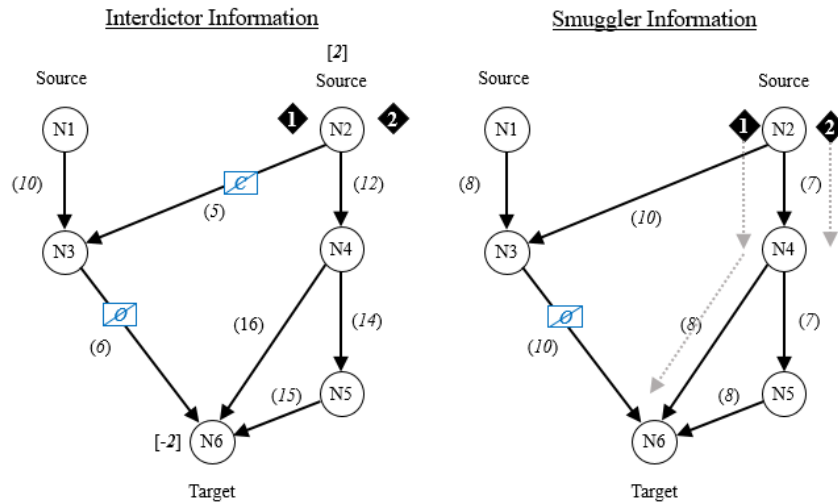 Interdictor Information
[2]
Source
Source
N1
1
N2
2
(10)
C
(12)
(5)
N3
N4
O
(6)
(16)
(14)
(15)
N5
[-2]
N6
Target
Smuggler Information
Source
Source
N1
1
N2
2
(8)
(7)
(10)
N3
N4
O
(10)
(8)
(7)
(8)
N5
N6
Target